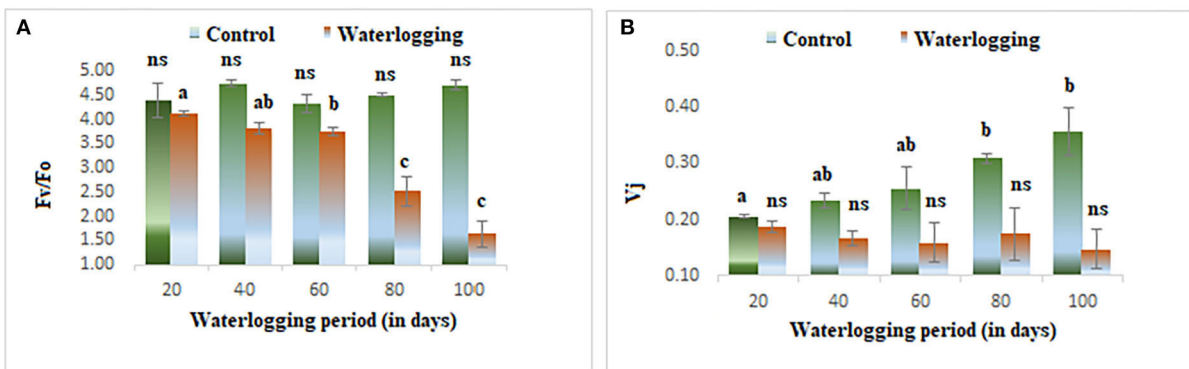 A
Control Waterlogging
5.00
4.50
4.00
3.50
3.00
2.50
2.00
1.50
1.00
Fv/Fo
ns a ns ab ns b ns c ns c
20 40 60 80 100
Waterlogging period (in days)
B
Control Waterlogging
0.50
0.40
0.30
0.20
0.10
Vj
a ns ab ns ab ns b ns b ns
20 40 60 80 100
Waterlogging period (in days)